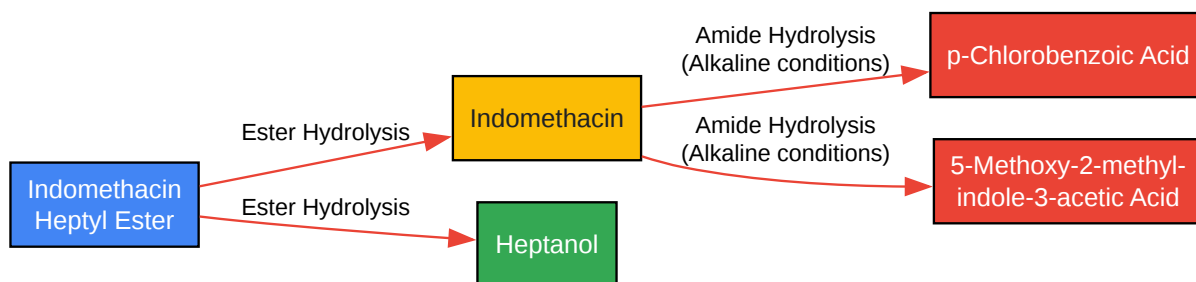 Amide Hydrolysis
(Alkaline conditions)
p-Chlorobenzoic Acid
Indomethacin
Ester Hydrolysis
Amide Hydrolysis
(Alkaline conditions)
5-Methoxy-2-methyl-
indole-3-acetic Acid
Indomethacin
Heptyl Ester
Ester Hydrolysis
Heptanol